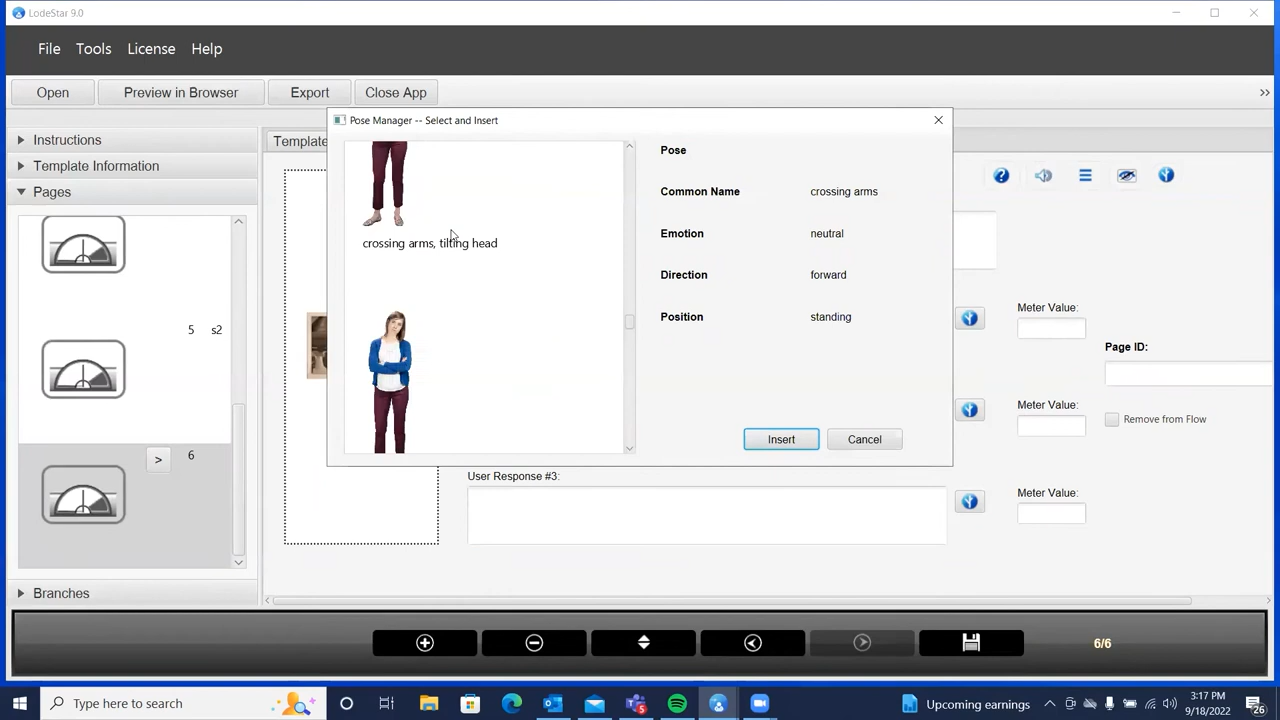 LodeStar 9.0
File Tools License Help
Open Preview in Browser Export Close App >>
Pose Manager -- Select and Insert
Instructions
Template
Template Information
Pages
Pose
Common Name crossing arms
Emotion neutral
Direction forward
Position standing
crossing arms, tilting head
Insert Cancel
5 s2
> 6
Meter Value:
Page ID:
Meter Value:
Remove from Flow
User Response #3:
Meter Value:
Branches
6/6
Type here to search
Upcoming earnings
3:17 PM
9/18/2022
26